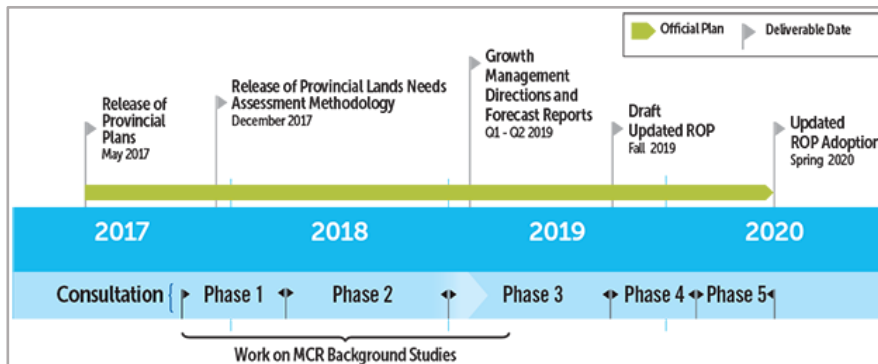 Official Plan
Deliverable Date
Release of
Provincial
Plans
May 2017
Release of Provincial Lands Needs
Assessment Methodology
December 2017
Growth
Management
Directions and
Forecast Reports
Q1 - Q2 2019
Draft
Updated ROP
Fall 2019
Updated
ROP Adoption
Spring 2020
2017
2018
2019
2020
Consultation {
Phase 1
Phase 2
Phase 3
Phase 4
Phase 5
Work on MCR Background Studies